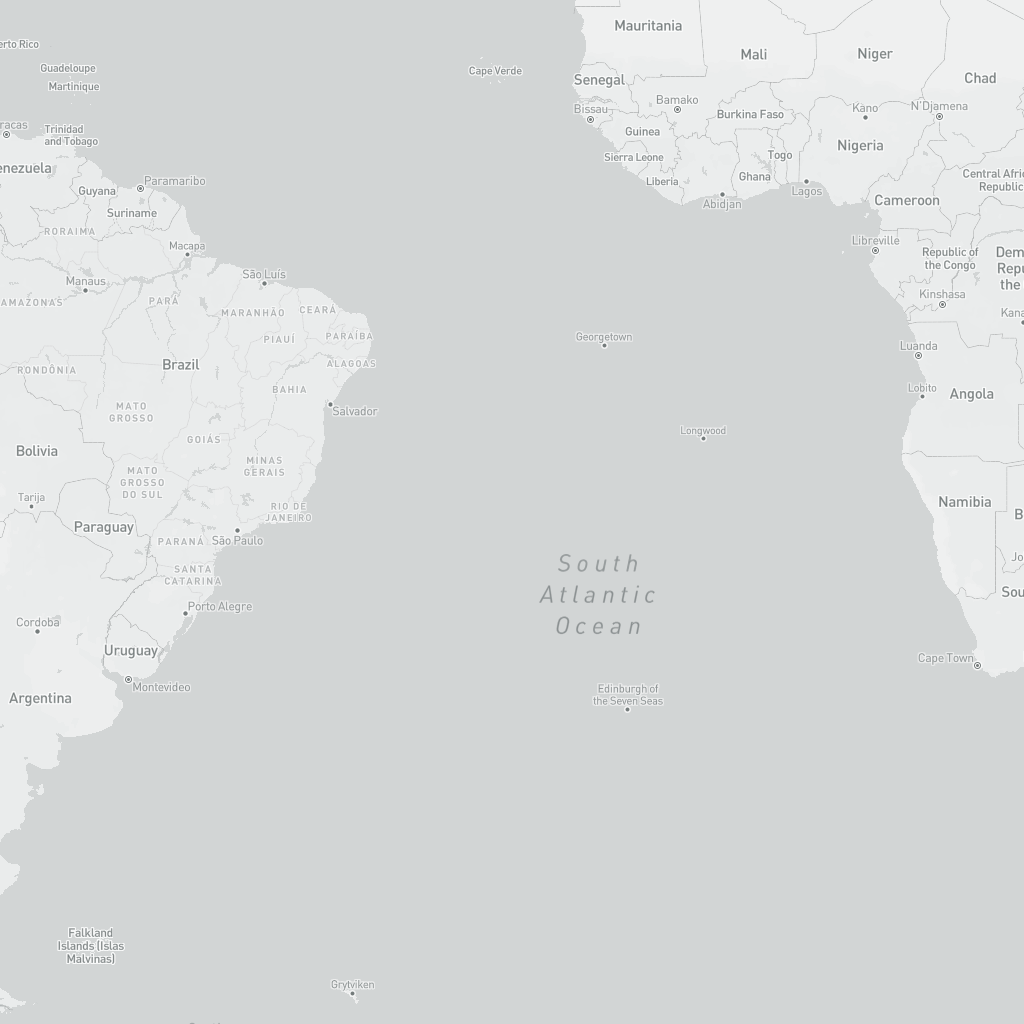 erto Rico
Guadeloupe
Martinique
racas
Trinidad
and Tobago
enezuela
Guyana
Paramaribo
Suriname
RORAIMA
Macapa
Manaus
AMAZONAS
PARÁ
São Luís
MARANHÃO
CEARÁ
PIAUÍ
PARAÍBA
ALAGOAS
Brazil
RONDÔNIA
BAHIA
MATO
GROSSO
Salvador
GOIÁS
Bolivia
MINAS
GERAIS
MATO
GROSSO
DO SUL
Tarija
RIO DE
JANEIRO
Paraguay
PARANÁ
São Paulo
SANTA
CATARINA
Porto Alegre
Cordoba
Uruguay
Montevideo
Argentina
Falkland
Islands (Islas
Malvinas)
Grytviken
Cape Verde
Mauritania
Mali
Niger
Chad
Senegal
Bissau
Bamako
Burkina Faso
Kano
N'Djamena
Guinea
Nigeria
Sierra Leone
Togo
Ghana
Liberia
Abidjan
Lagos
Central Afric
Republic
Cameroon
Libreville
Republic of
the Congo
Dem
Repu
the
Kinshasa
Kana
Georgetown
Luanda
Lobito
Angola
Longwood
Namibia
B
Jo
Sou
South
Atlantic
Ocean
Cape Town
Edinburgh of
the Seven Seas